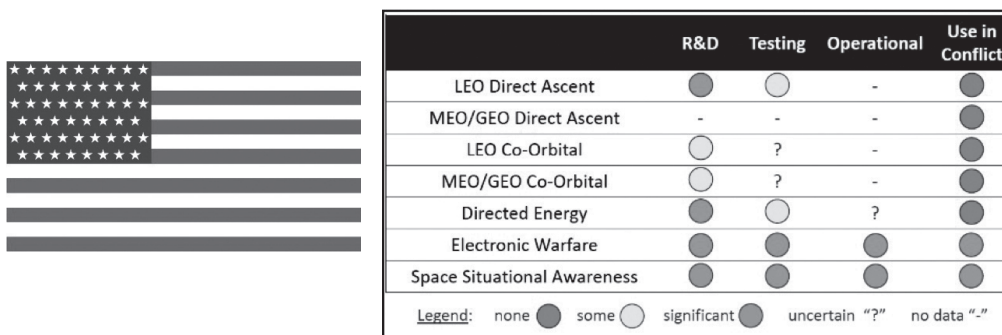 R&D Testing Operational Use in Conflict
LEO Direct Ascent -
MEO/GEO Direct Ascent - - -
LEO Co-Orbital ? -
MEO/GEO Co-Orbital ? -
Directed Energy ?
Electronic Warfare
Space Situational Awareness
Legend: none some significant uncertain “?” no data “-”